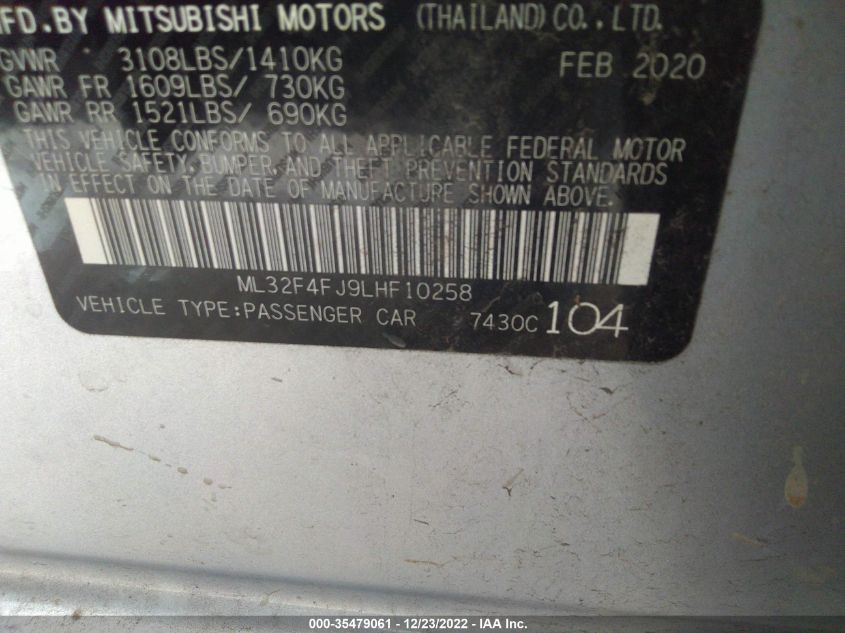 MFD.BY MITSUBISHI MOTORS (THAILAND)CO.,LTD.
GVWR 3108LBS/1410KG FEB 2020
GAWR FR 1609LBS/ 730KG
GAWR RR 1521LBS/ 690KG
THIS VEHICLE CONFORMS TO ALL APPLICABLE FEDERAL MOTOR
VEHICLE SAFETY,BUMPER,AND THEFT PREVENTION STANDARDS
IN EFFECT ON THE DATE OF MANUFACTURE SHOWN ABOVE.
ML32F4FJ9LHF10258
VEHICLE TYPE:PASSENGER CAR 7430C 104
000-35479061 - 12/23/2022 - IAA Inc.